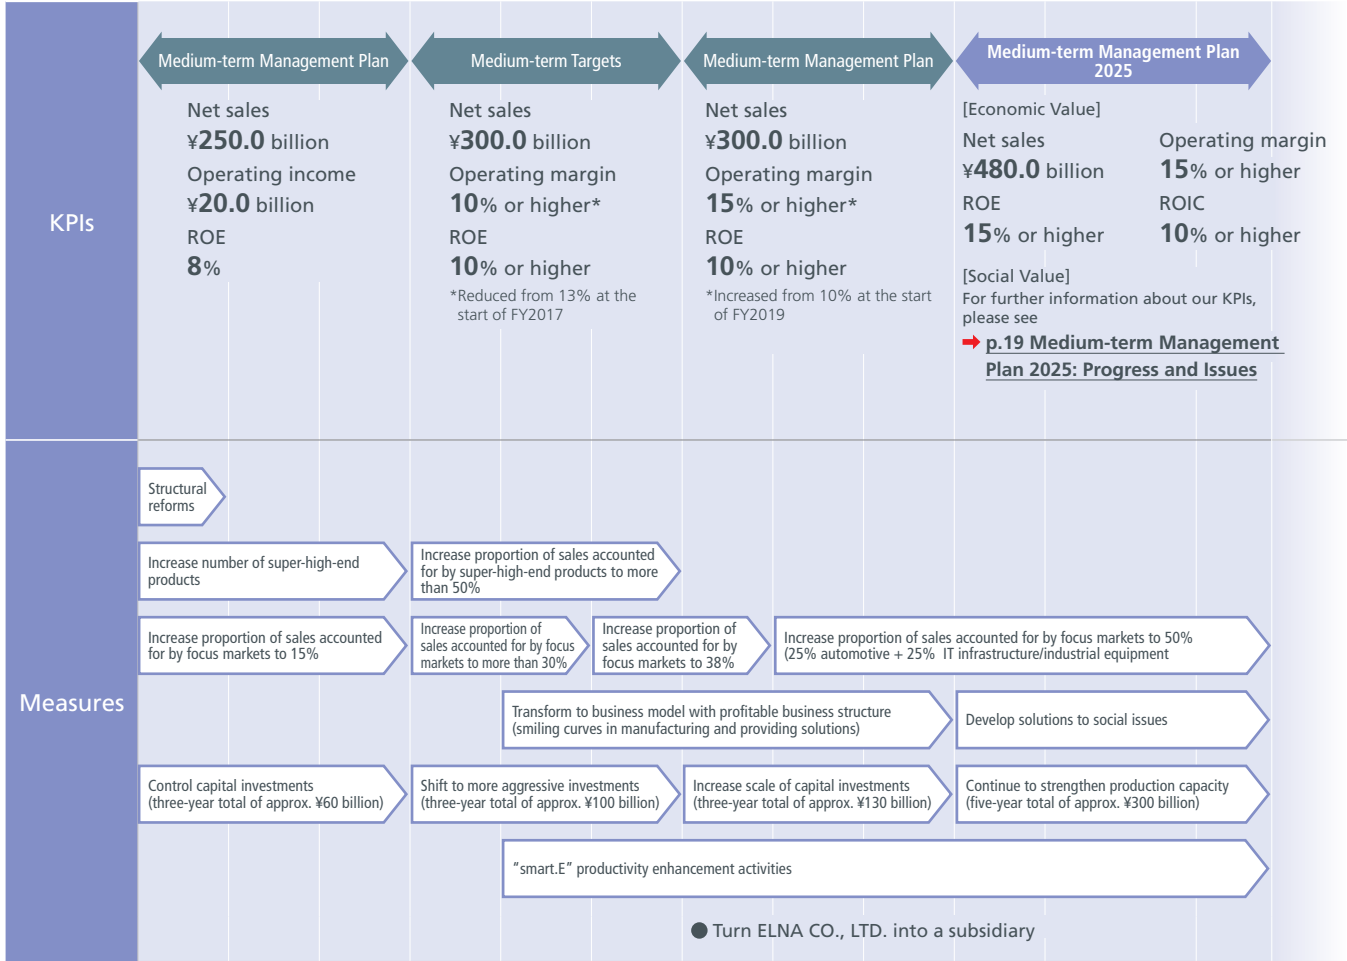 Medium-term Management Plan
Medium-term Targets
Medium-term Management Plan
Medium-term Management Plan
2025
KPIs
Net sales
¥250.0 billion
Operating income
¥20.0 billion
ROE
8%
Net sales
¥300.0 billion
Operating margin
10% or higher*
ROE
10% or higher
*Reduced from 13% at the
start of FY2017
Net sales
¥300.0 billion
Operating margin
15% or higher*
ROE
10% or higher
*Increased from 10% at the start
of FY2019
[Economic Value]
Net sales
¥480.0 billion
ROE
15% or higher
Operating margin
15% or higher
ROIC
10% or higher
[Social Value]
For further information about our KPIs,
please see
p.19 Medium-term Management
Plan 2025: Progress and Issues
Measures
Structural
reforms
Increase number of super-high-end
products
Increase proportion of sales accounted
for by super-high-end products to more
than 50%
Increase proportion of sales accounted
for by focus markets to 15%
Increase proportion of
sales accounted for by focus
markets to more than 30%
Increase proportion of
sales accounted for by
focus markets to 38%
Increase proportion of sales accounted for by focus markets to 50%
(25% automotive + 25% IT infrastructure/industrial equipment
Transform to business model with profitable business structure
(smiling curves in manufacturing and providing solutions)
Develop solutions to social issues
Control capital investments
(three-year total of approx. ¥60 billion)
Shift to more aggressive investments
(three-year total of approx. ¥100 billion)
Increase scale of capital investments
(three-year total of approx. ¥130 billion)
Continue to strengthen production capacity
(five-year total of approx. ¥300 billion)
"smart.E" productivity enhancement activities
● Turn ELNA CO., LTD. into a subsidiary